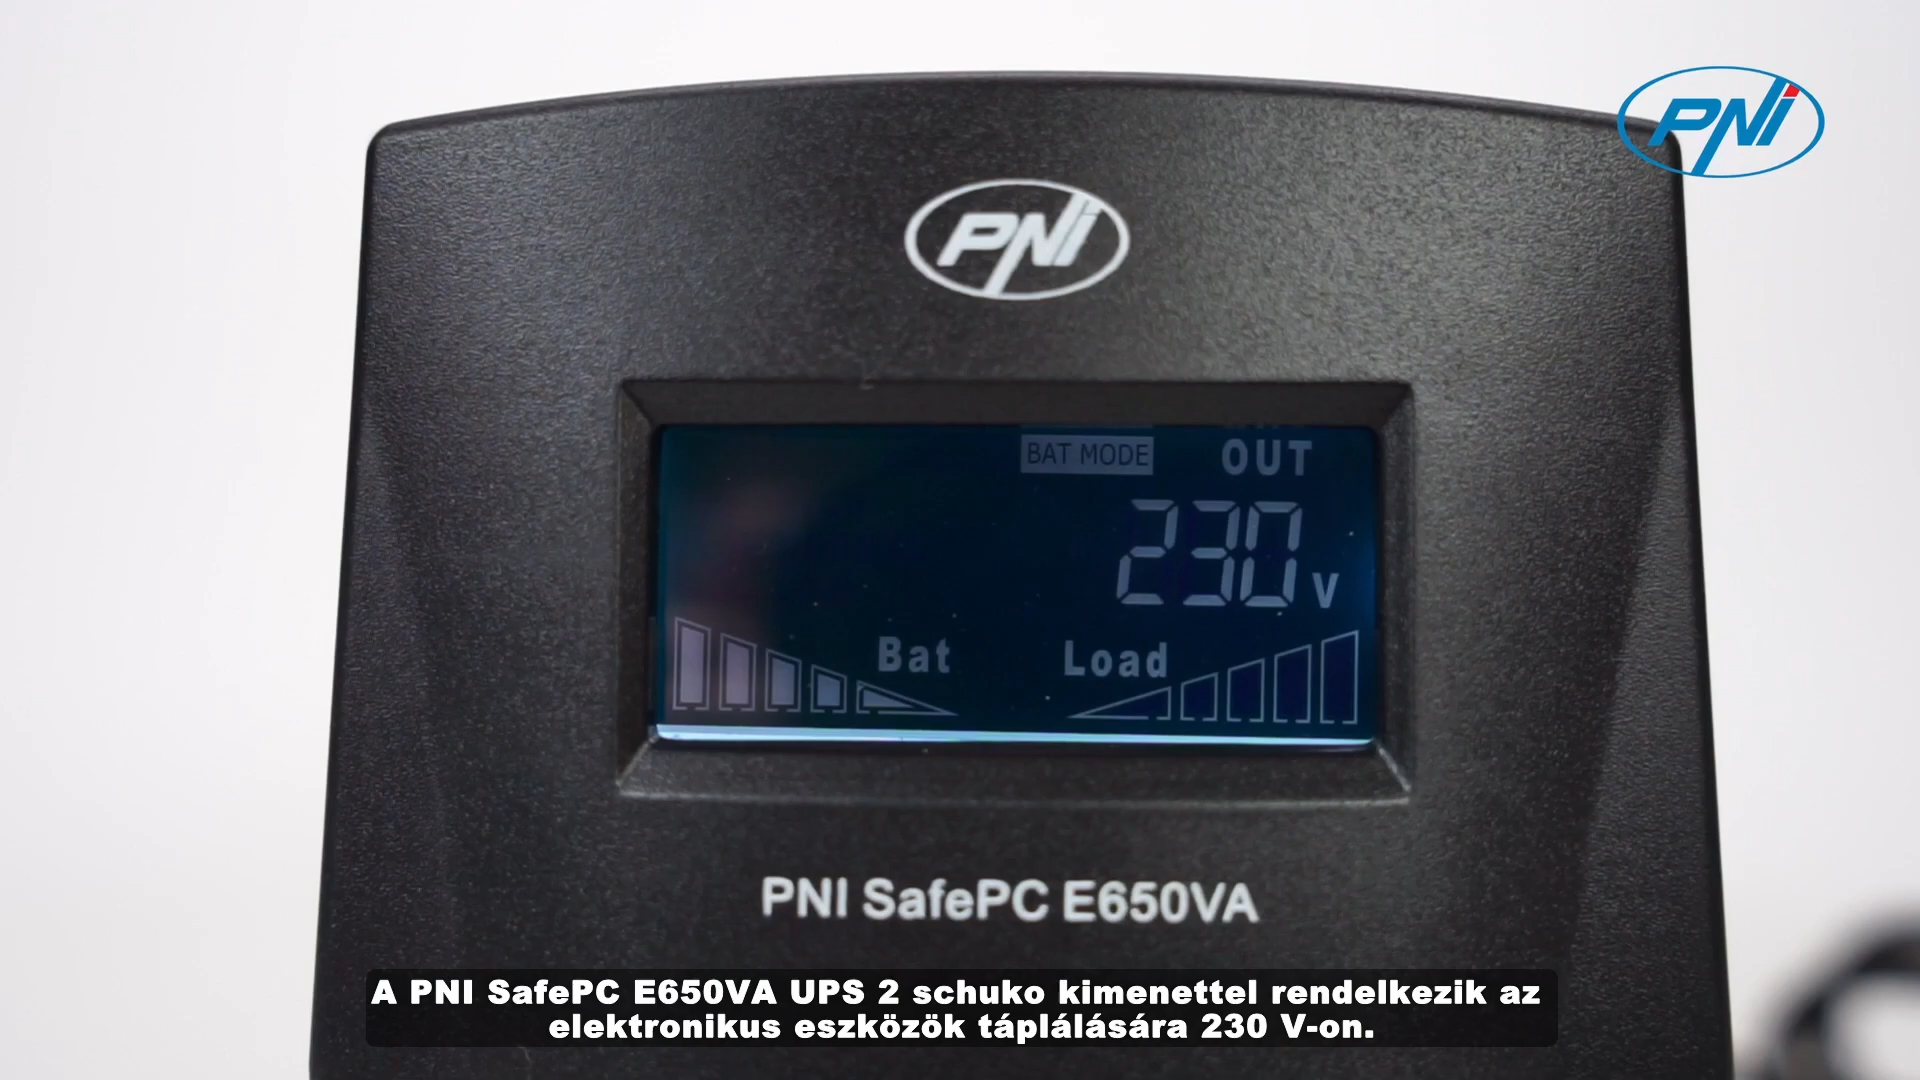 PNI
PNI
BAT MODE
OUT
230 V
Bat
Load
PNI SafePC E650VA
A PNI SafePC E650VA UPS 2 schuko kimenettel rendelkezik az
elektronikus eszközök táplálására 230 V-on.